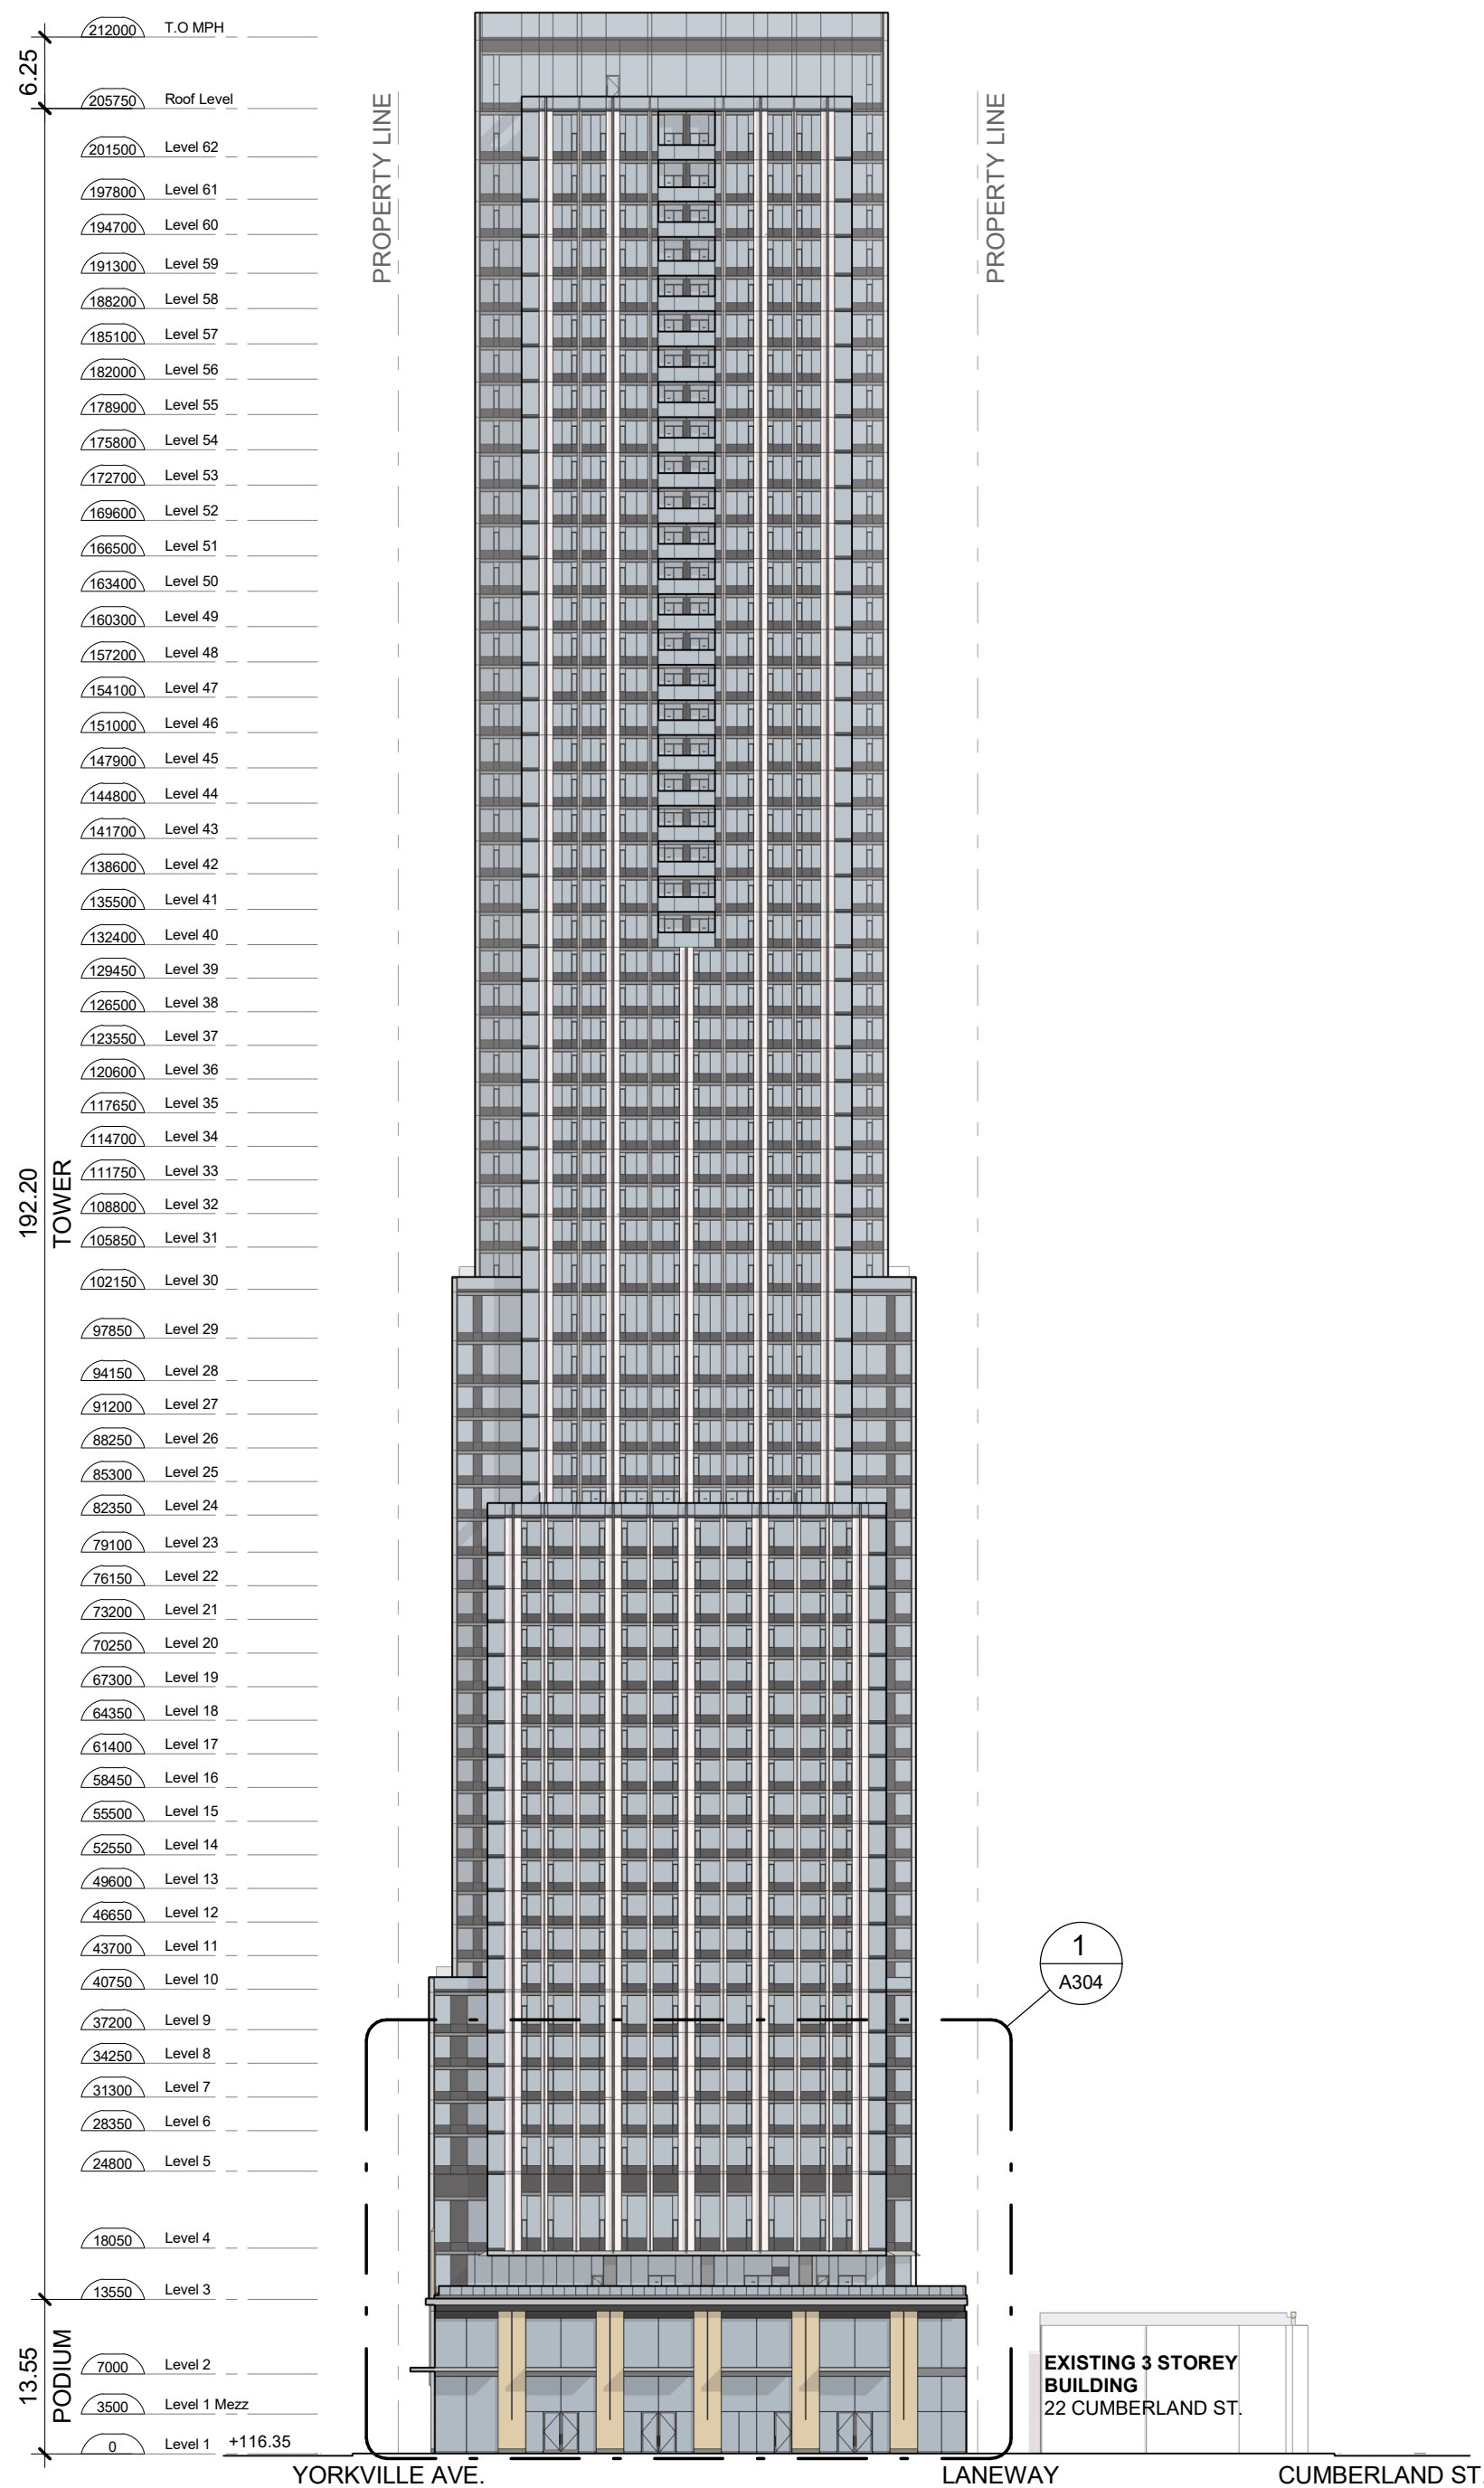 212000 T.O MPH
6.25
205750 Roof Level
PROPERTY LINE
PROPERTY LINE
201500 Level 62
197800 Level 61
194700 Level 60
191300 Level 59
188200 Level 58
185100 Level 57
182000 Level 56
178900 Level 55
175800 Level 54
172700 Level 53
169600 Level 52
166500 Level 51
163400 Level 50
160300 Level 49
157200 Level 48
154100 Level 47
151000 Level 46
147900 Level 45
144800 Level 44
141700 Level 43
138600 Level 42
135500 Level 41
132400 Level 40
129450 Level 39
126500 Level 38
123550 Level 37
120600 Level 36
117650 Level 35
114700 Level 34
111750 Level 33
192.20
TOWER
108800 Level 32
105850 Level 31
102150 Level 30
97850 Level 29
94150 Level 28
91200 Level 27
88250 Level 26
85300 Level 25
82350 Level 24
79100 Level 23
76150 Level 22
73200 Level 21
70250 Level 20
67300 Level 19
64350 Level 18
61400 Level 17
58450 Level 16
55500 Level 15
52550 Level 14
49600 Level 13
46650 Level 12
43700 Level 11
1
A304
40750 Level 10
37200 Level 9
34250 Level 8
31300 Level 7
28350 Level 6
24800 Level 5
18050 Level 4
13550 Level 3
13.55
PODIUM
7000 Level 2
3500 Level 1 Mezz
0 Level 1 +116.35
EXISTING 3 STOREY
BUILDING
22 CUMBERLAND ST.
YORKVILLE AVE. LANEWAY CUMBERLAND ST